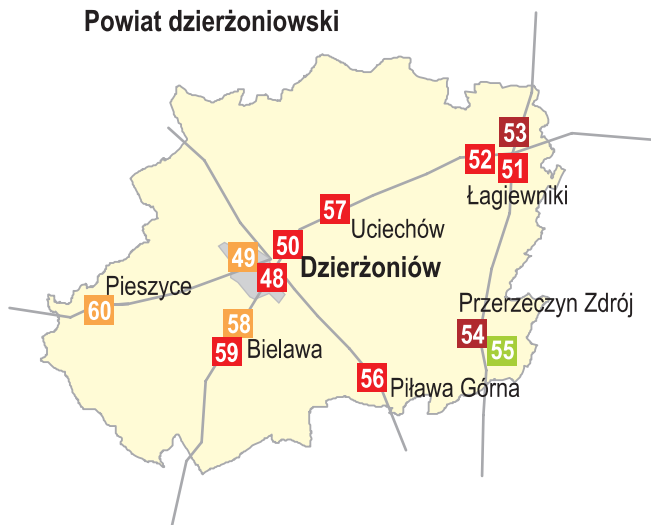 Powiat dzierżoniowski
53
52
51
Łagiewniki
57
Uciechów
50
49
Dzierżoniów
48
Pieszyce
60
Przerzeczyn Zdrój
58
54
55
59
Bielawa
56
Piława Górna